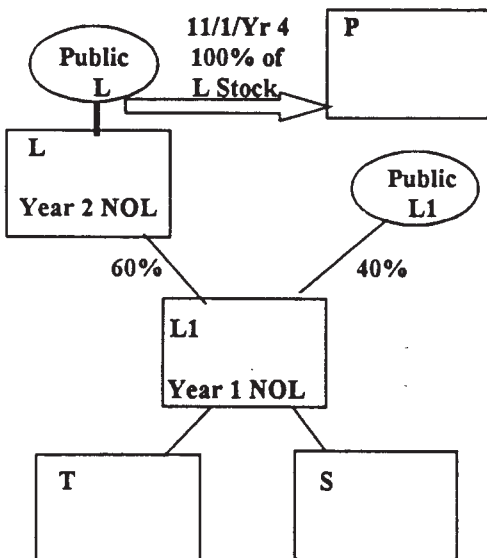 Public
L
11/1/Yr 4
100% of
L Stock
P
L
Year 2 NOL
Public
L1
60%
40%
L1
Year 1 NOL
T
S